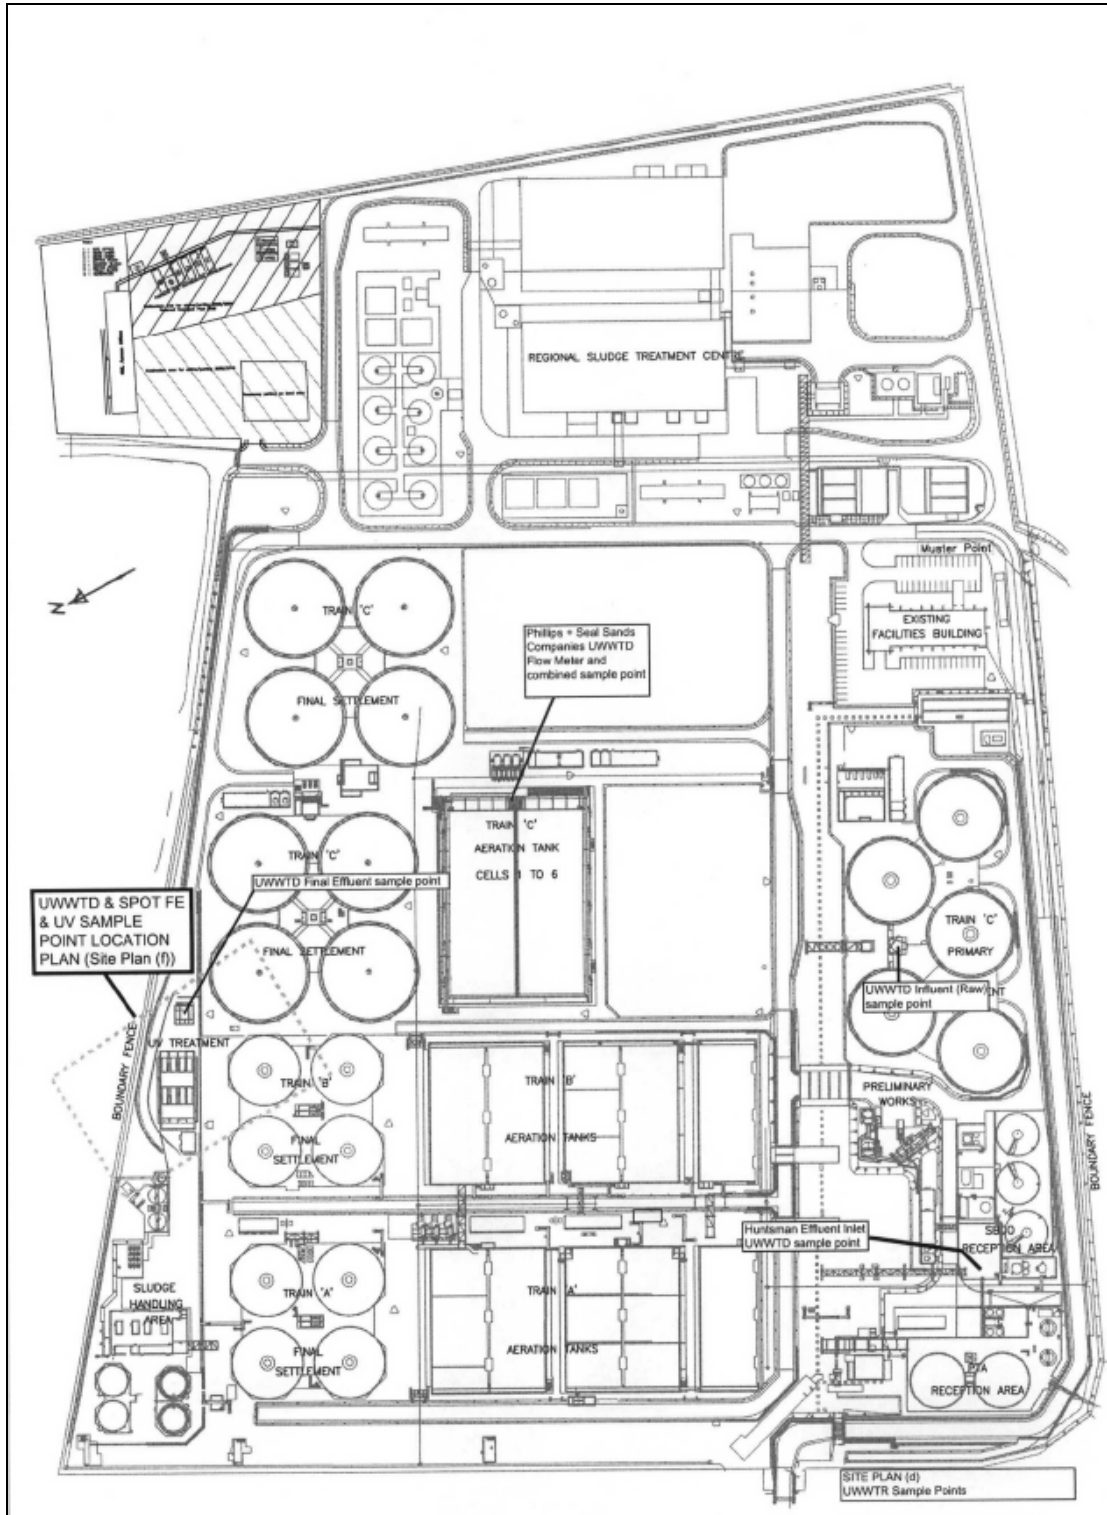 REGIONAL SLUDGE TREATMENT CENTRE
Muster Point
EXISTING
FACILITIES BUILDING
N
TRAIN 'C'
FINAL SETTLEMENT
Phillips + Seal Sands
Companies UWWTD
Flow Meter and
combined sample point
TRAIN 'C'
AERATION TANK
CELLS 1 TO 6
TRAIN 'C'
UWWTD Final Effluent sample point
FINAL SETTLEMENT
UWWTD & SPOT FE
& UV SAMPLE
POINT LOCATION
PLAN (Site Plan (f))
TRAIN 'C'
PRIMARY
UWWTD Influent (Raw)
sample point
BOUNDARY FENCE
UV TREATMENT
TRAIN 'B'
FINAL
SETTLEMENT
TRAIN 'B'
AERATION TANKS
PRELIMINARY
WORKS
BOUNDARY FENCE
Huntsman Effluent Inlet
UWWTD sample point
RECEPTION AREA
SLUDGE
HANDLING
AREA
TRAIN 'A'
FINAL
SETTLEMENT
TRAIN 'A'
AERATION TANKS
RECEPTION AREA
SITE PLAN (d)
UWWTR Sample Points